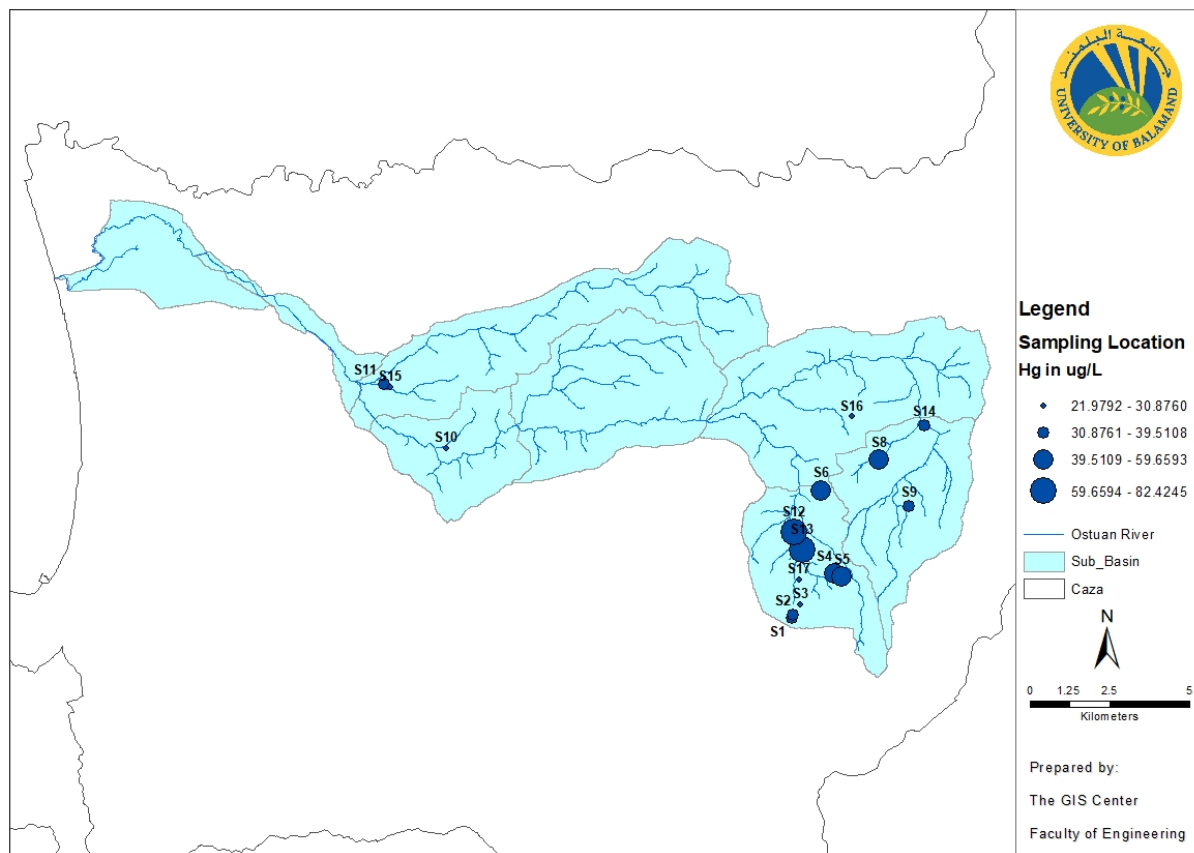 جامعة البلمند
UNIVERSITY OF BALAMAND
S11
S15
S10
S16
S14
S8
S6
S9
S12
S13
S4
S5
S17
S3
S2
S1
Legend
Sampling Location
Hg in ug/L
21.9792 - 30.8760
30.8761 - 39.5108
39.5109 - 59.6593
59.6594 - 82.4245
Ostuan River
Sub_Basin
Caza
N
0 1.25 2.5 5
Kilometers
Prepared by:
The GIS Center
Faculty of Engineering